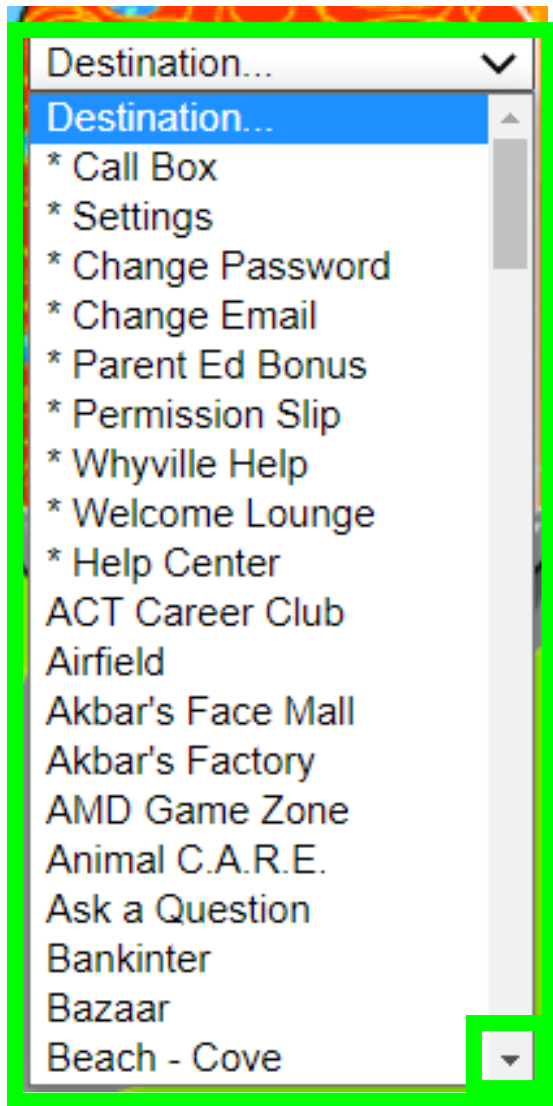 Destination...
Destination...
* Call Box
* Settings
* Change Password
* Change Email
* Parent Ed Bonus
* Permission Slip
* Whyville Help
* Welcome Lounge
* Help Center
ACT Career Club
Airfield
Akbar's Face Mall
Akbar's Factory
AMD Game Zone
Animal C.A.R.E.
Ask a Question
Bankinter
Bazaar
Beach - Cove